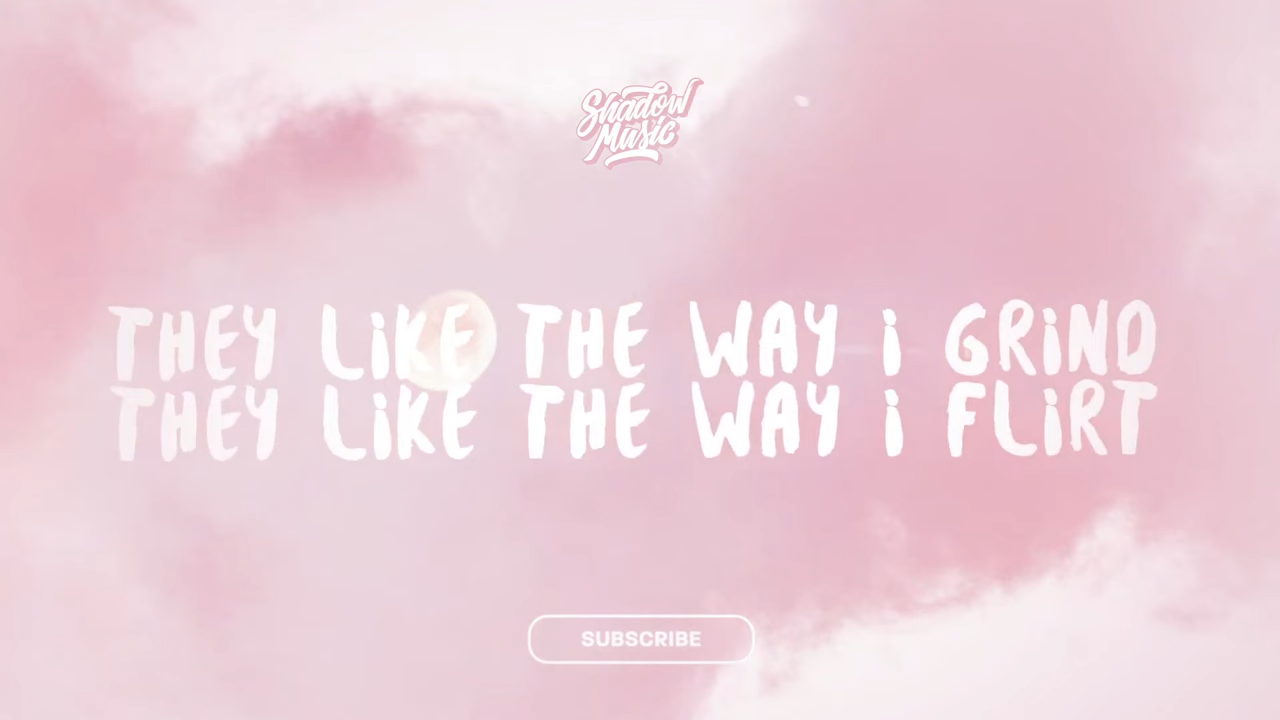 Shadow
Music
THEY LiKE THE WAY i GRiND
THEY LiKE THE WAY i FLiRT
SUBSCRIBE